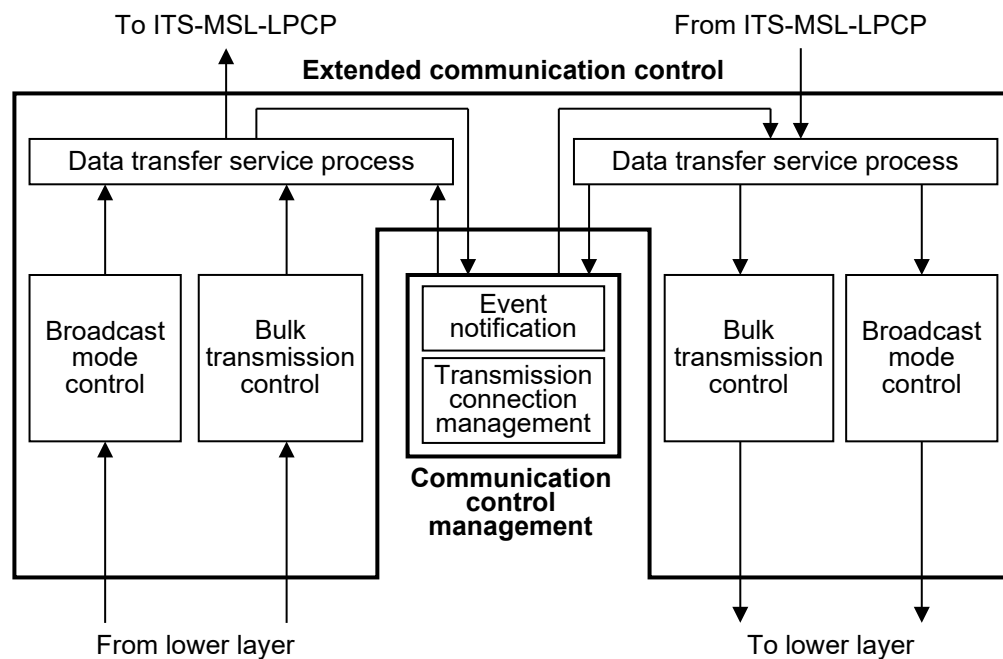 To ITS-MSL-LPCP
From ITS-MSL-LPCP
Extended communication control
Data transfer service process
Data transfer service process
Broadcast
mode
control
Bulk
transmission
control
Event
notification
Transmission
connection
management
Communication
control
management
Bulk
transmission
control
Broadcast
mode
control
From lower layer
To lower layer